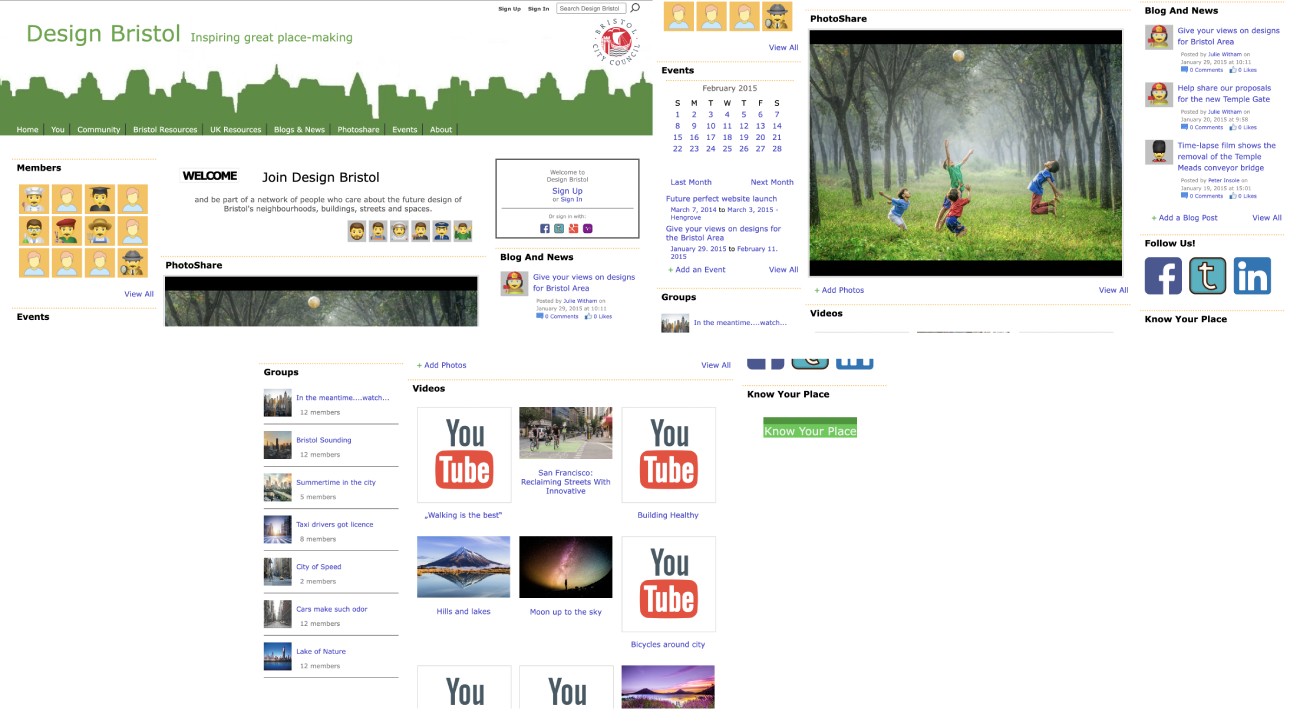 Sign Up Sign In Search Design Bristol
Design Bristol Inspiring great place-making
BRISTOL CITY COUNCIL
Home You Community Bristol Resources UK Resources Blogs & News Photoshare Events About
Members
View All
Events
WELCOME Join Design Bristol
and be part of a network of people who care about the future design of
Bristol's neighbourhoods, buildings, streets and spaces.
PhotoShare
Welcome to
Design Bristol
Sign Up
or Sign In
Or sign in with:
Blog And News
Give your views on designs
for Bristol Area
Posted by Julie Witham on
January 29, 2015 at 10:11
0 Comments 0 Likes
View All
Events
February 2015
S M T W T F S
1 2 3 4 5 6 7
8 9 10 11 12 13 14
15 16 17 18 19 20 21
22 23 24 25 26 27 28
Last Month Next Month
Future perfect website launch
March 7, 2014 to March 3, 2015 -
Hengrove
Give your views on designs for
the Bristol Area
January 29. 2015 to February 11.
2015
+ Add an Event View All
Groups
In the meantime....watch...
PhotoShare
+ Add Photos View All
Videos
Blog And News
Give your views on designs
for Bristol Area
Posted by Julie Witham on
January 29, 2015 at 10:11
0 Comments 0 Likes
Help share our proposals
for the new Temple Gate
Posted by Julie Witham on
January 20, 2015 at 9:58
0 Comments 0 Likes
Time-lapse film shows the
removal of the Temple
Meads conveyor bridge
Posted by Peter Insole on
January 19, 2015 at 15:01
0 Comments 0 Likes
+ Add a Blog Post View All
Follow Us!
f t in
Know Your Place
Groups
In the meantime....watch...
12 members
Bristol Sounding
12 members
Summertime in the city
5 members
Taxi drivers got licence
8 members
City of Speed
2 members
Cars make such odor
12 members
Lake of Nature
12 members
+ Add Photos View All
Videos
You Tube
„Walking is the best"
San Francisco:
Reclaiming Streets With
Innovative
You Tube
Building Healthy
Hills and lakes
Moon up to the sky
You Tube
Bicycles around city
You You
Know Your Place
Know Your Place